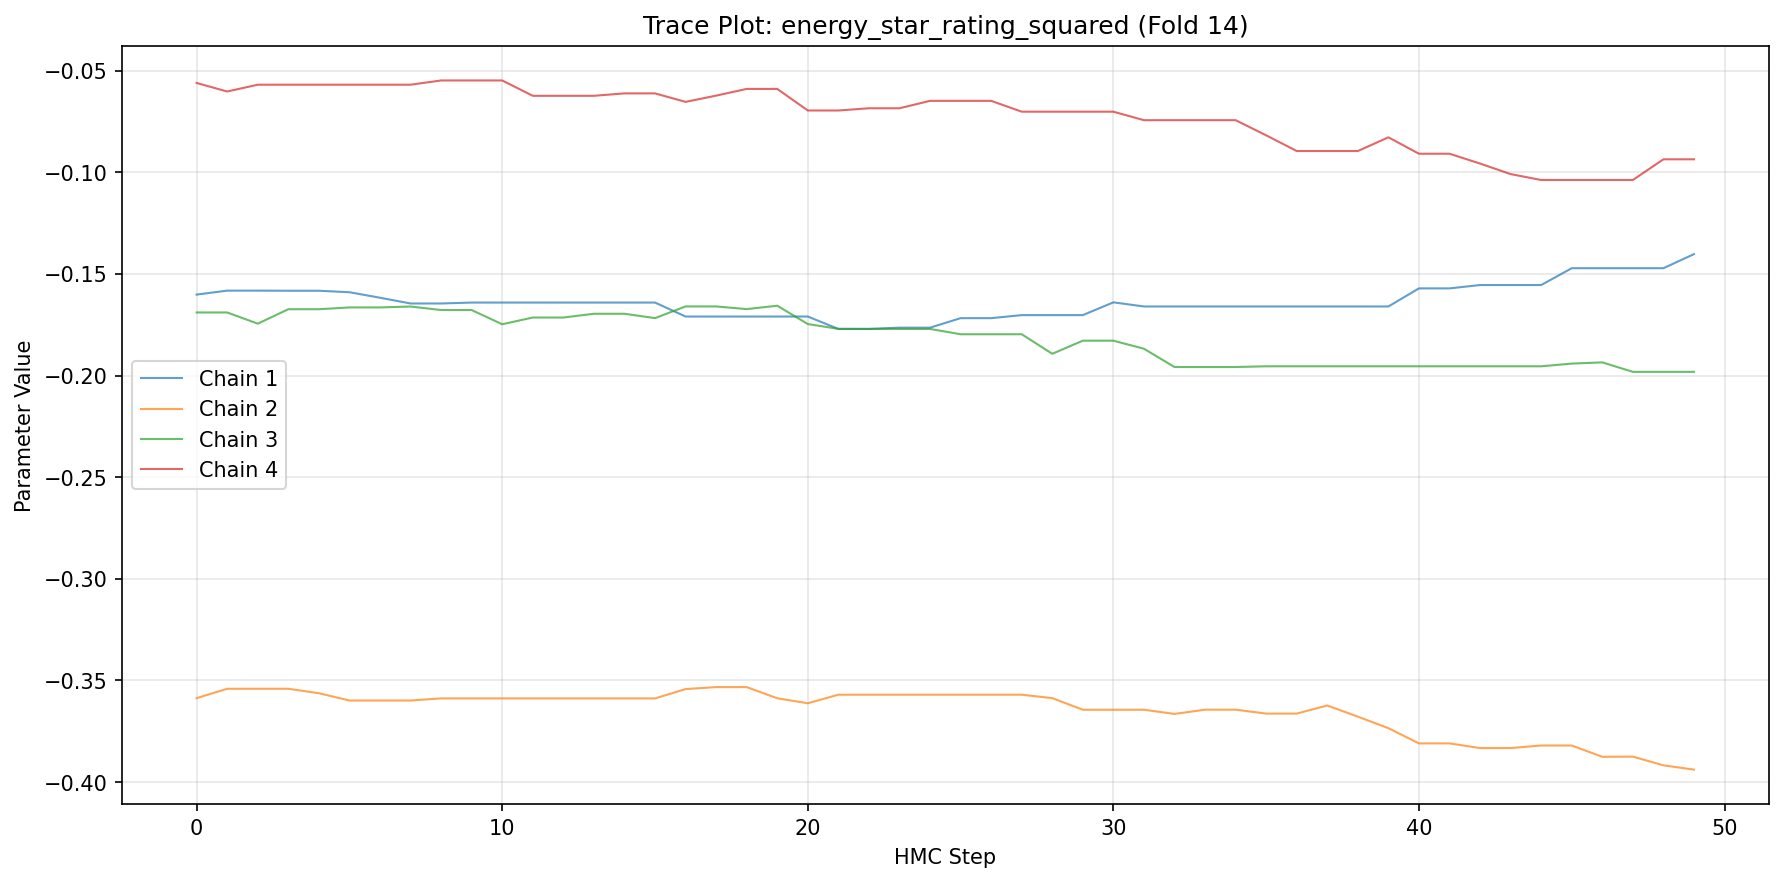 Trace Plot: energy_star_rating_squared (Fold 14)
Parameter Value
−0.05
−0.10
−0.15
−0.20
−0.25
−0.30
−0.35
−0.40
Chain 1
Chain 2
Chain 3
Chain 4
0 10 20 30 40 50
HMC Step